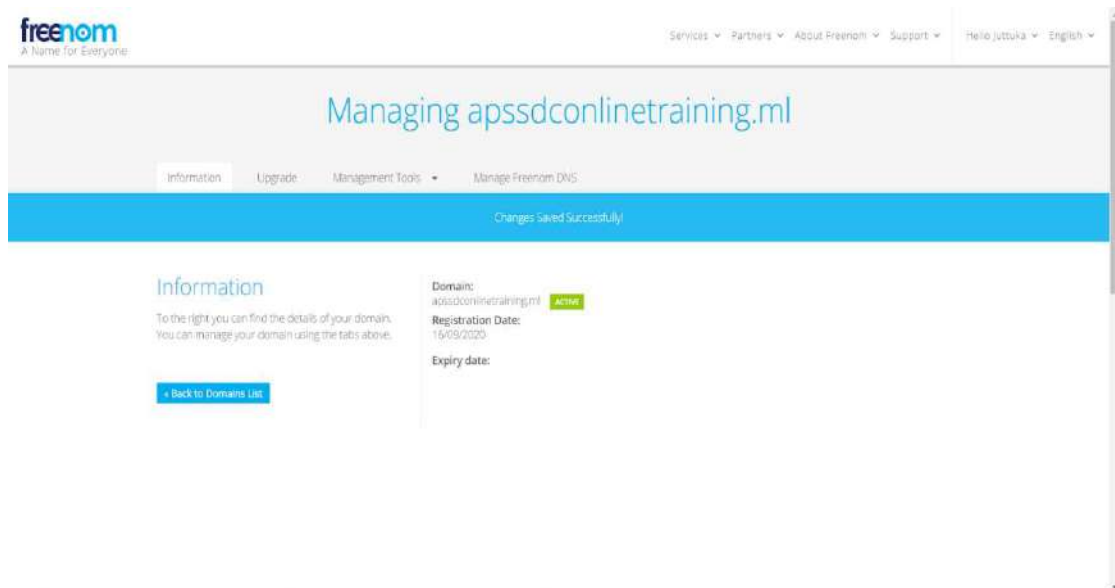 freenom
A Name for Everyone
Services Partners About Freenom Support Hello Juttuka English
Managing apssdconlinetraining.ml
Information Upgrade Management Tools Manage Freenom DNS
Changes Saved Successfully!
Information
To the right you can find the details of your domain.
You can manage your domain using the tabs above.
« Back to Domains List
Domain:
apssdconlinetraining.ml ACTIVE
Registration Date:
16/09/2020
Expiry date: